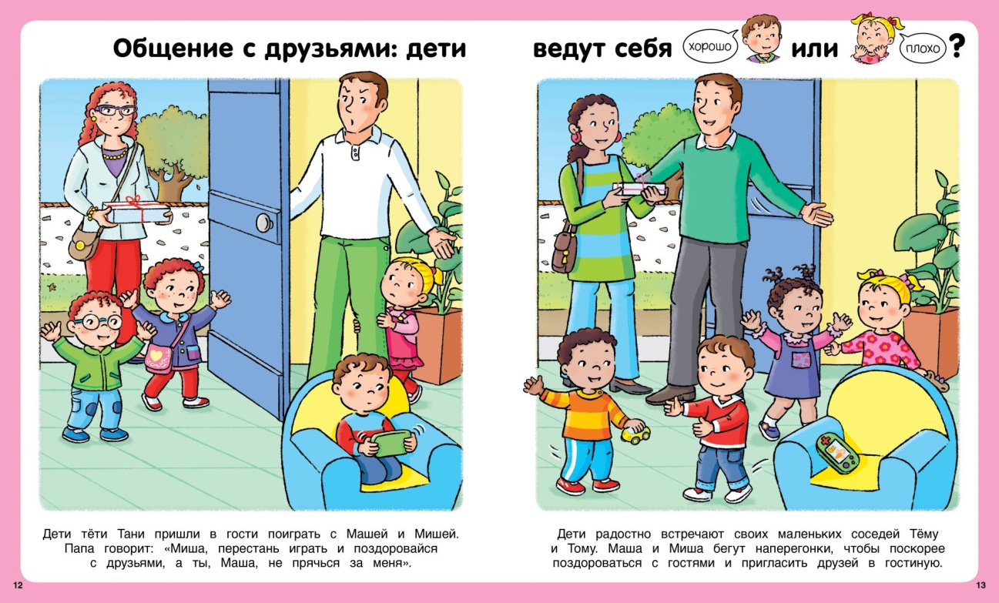 Общение с друзьями: дети ведут себя хорошо или плохо ?
Дети тёти Тани пришли в гости поиграть с Машей и Мишей.
Папа говорит: «Миша, перестань играть и поздоровайся
с друзьями, а ты, Маша, не прячься за меня».
12
Дети радостно встречают своих маленьких соседей Тёму
и Тому. Маша и Миша бегут наперегонки, чтобы поскорее
поздороваться с гостями и пригласить друзей в гостиную.
13